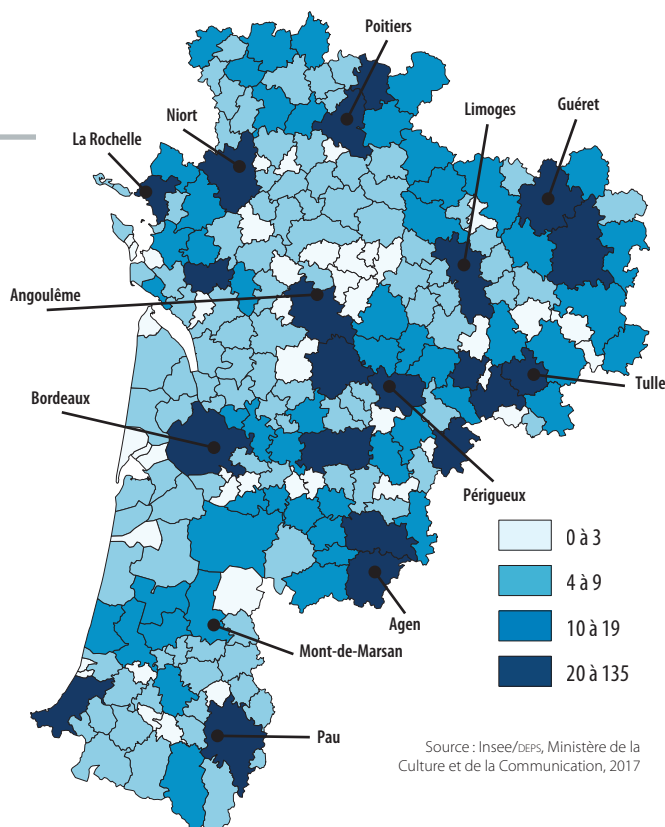 Poitiers
Limoges
Guéret
Niort
La Rochelle
Angoulême
Bordeaux
Tulle
Périgueux
Agen
Mont-de-Marsan
Pau
0 à 3
4 à 9
10 à 19
20 à 135
Source : Insee/DEPS, Ministère de la
Culture et de la Communication, 2017